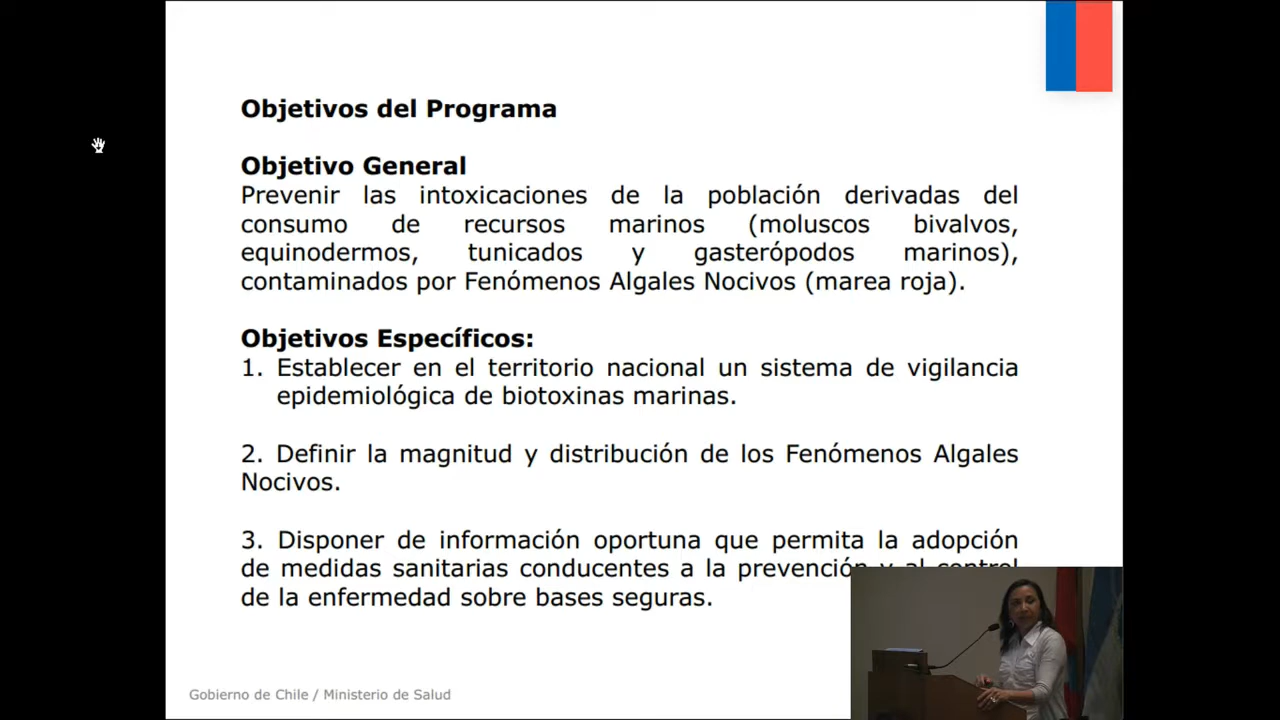 Objetivos del Programa
Objetivo General
Prevenir las intoxicaciones de la población derivadas del
consumo de recursos marinos (moluscos bivalvos,
equinodermos, tunicados y gasterópodos marinos),
contaminados por Fenómenos Algales Nocivos (marea roja).
Objetivos Específicos:
1. Establecer en el territorio nacional un sistema de vigilancia
epidemiológica de biotoxinas marinas.
2. Definir la magnitud y distribución de los Fenómenos Algales
Nocivos.
3. Disponer de información oportuna que permita la adopción
de medidas sanitarias conducentes a la prevención y al control
de la enfermedad sobre bases seguras.
Gobierno de Chile / Ministerio de Salud